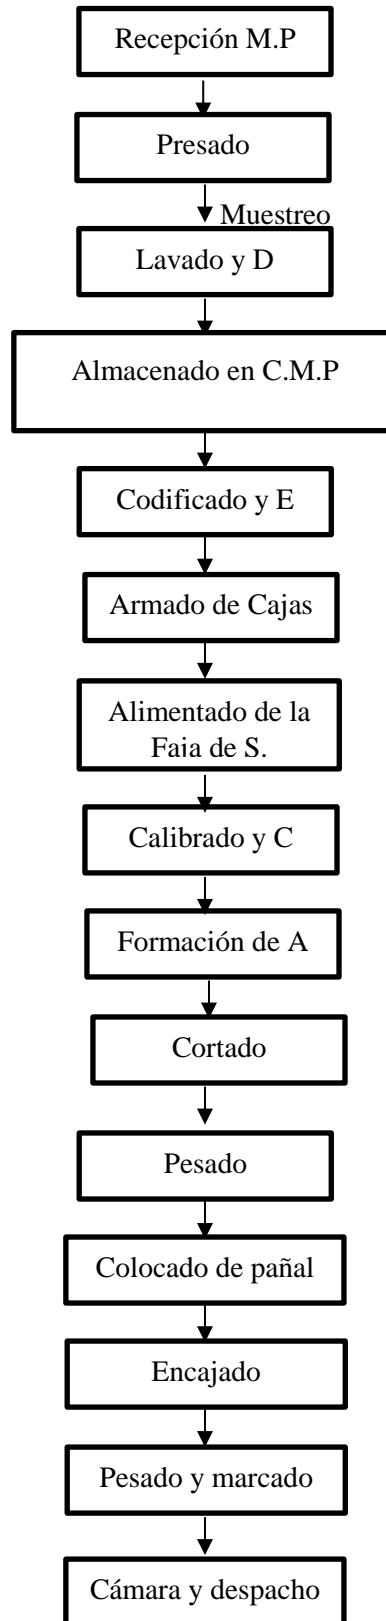 Recepción M.P
Presado
Muestreo
Lavado y D
Almacenado en C.M.P
Codificado y E
Armado de Cajas
Alimentado de la
Faja de S.
Calibrado y C
Formación de A
Cortado
Pesado
Colocado de pañal
Encajado
Pesado y marcado
Cámara y despacho